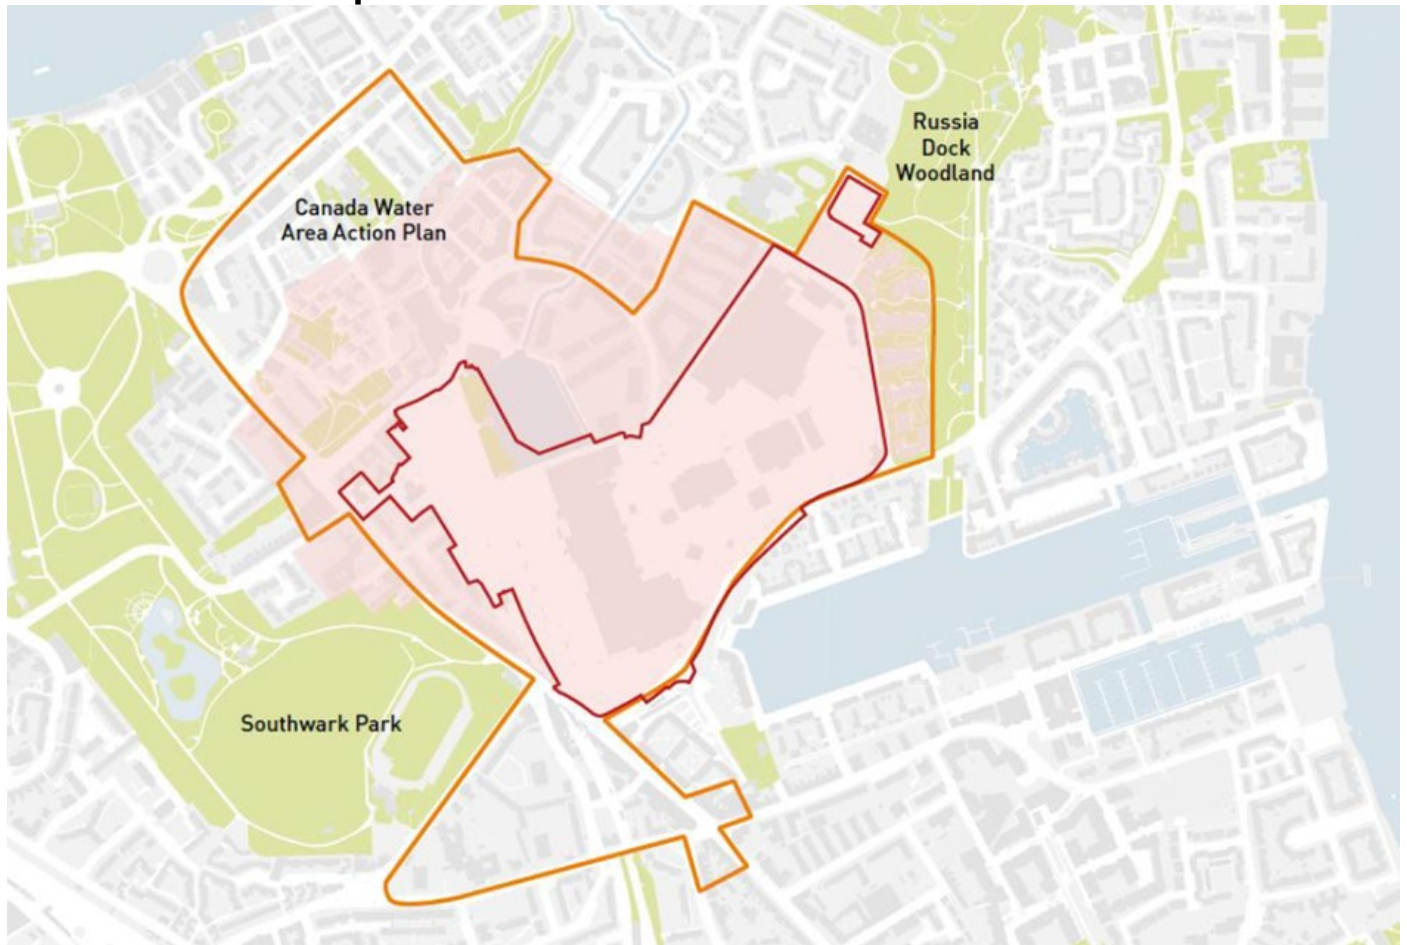 Russia
Dock
Woodland
Canada Water
Area Action Plan
Southwark Park